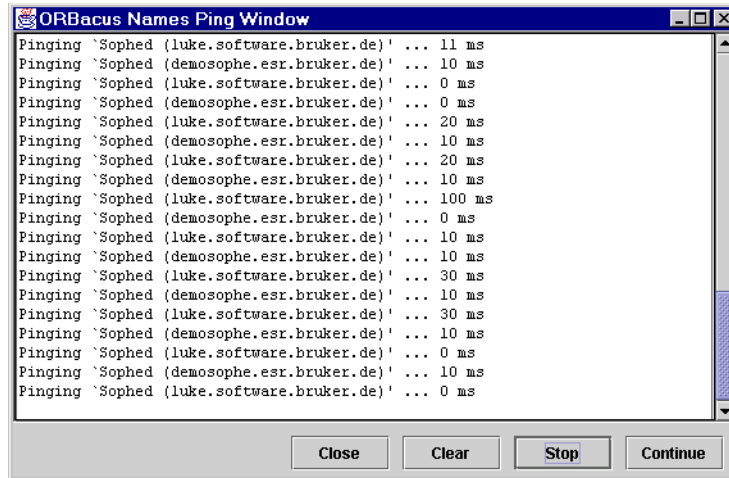 ORBacus Names Ping Window
Pinging `Sophed (luke.software.bruker.de)' ... 11 ms
Pinging `Sophed (demosophe.esr.bruker.de)' ... 10 ms
Pinging `Sophed (luke.software.bruker.de)' ... 0 ms
Pinging `Sophed (demosophe.esr.bruker.de)' ... 0 ms
Pinging `Sophed (luke.software.bruker.de)' ... 20 ms
Pinging `Sophed (demosophe.esr.bruker.de)' ... 10 ms
Pinging `Sophed (luke.software.bruker.de)' ... 20 ms
Pinging `Sophed (demosophe.esr.bruker.de)' ... 10 ms
Pinging `Sophed (luke.software.bruker.de)' ... 100 ms
Pinging `Sophed (demosophe.esr.bruker.de)' ... 0 ms
Pinging `Sophed (luke.software.bruker.de)' ... 10 ms
Pinging `Sophed (demosophe.esr.bruker.de)' ... 10 ms
Pinging `Sophed (luke.software.bruker.de)' ... 30 ms
Pinging `Sophed (demosophe.esr.bruker.de)' ... 10 ms
Pinging `Sophed (luke.software.bruker.de)' ... 30 ms
Pinging `Sophed (demosophe.esr.bruker.de)' ... 10 ms
Pinging `Sophed (luke.software.bruker.de)' ... 0 ms
Pinging `Sophed (demosophe.esr.bruker.de)' ... 10 ms
Pinging `Sophed (luke.software.bruker.de)' ... 0 ms
Close Clear Stop Continue